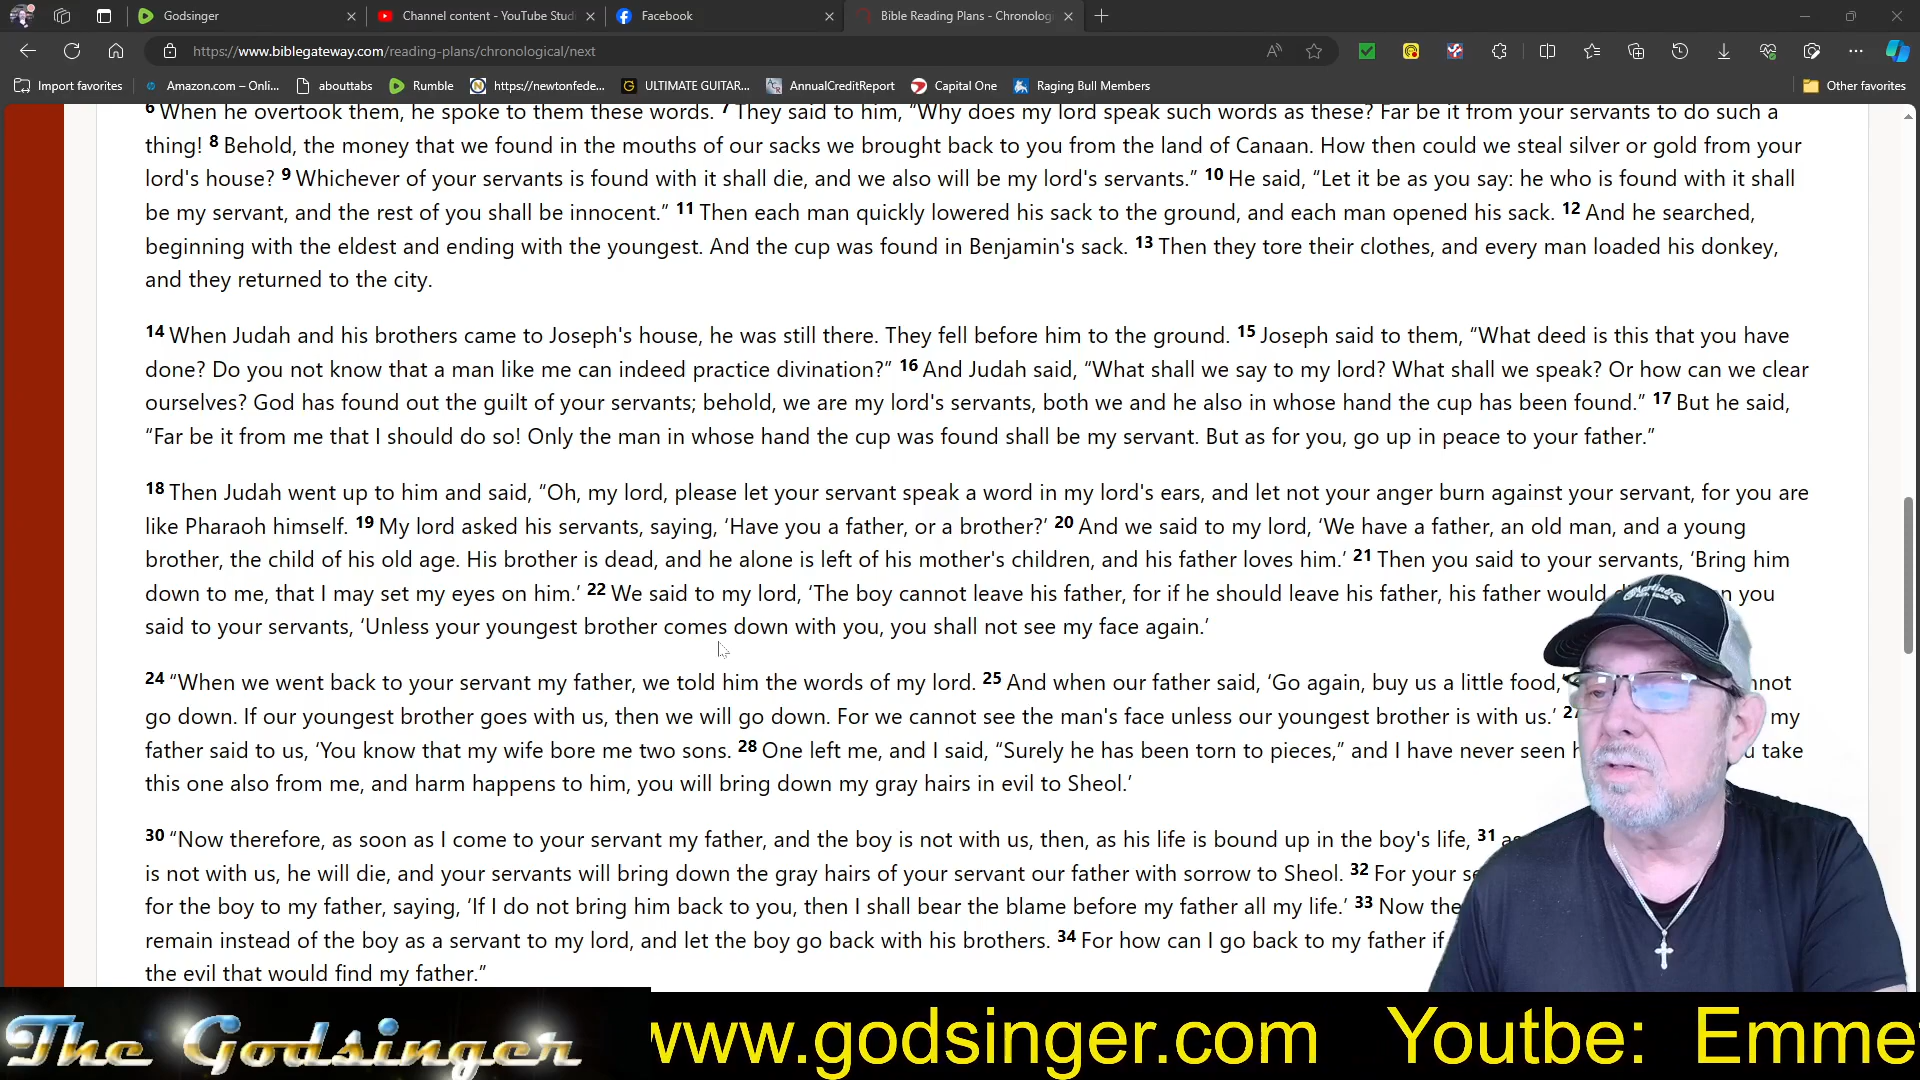 Godsinger
Channel content - YouTube Studi
Facebook
Bible Reading Plans - Chronolog
https://www.biblegateway.com/reading-plans/chronological/next
Import favorites
Amazon.com – Onli...
abouttabs
Rumble
https://newtonfede...
ULTIMATE GUITAR...
AnnualCreditReport
Capital One
Raging Bull Members
Other favorites
6 When he overtook them, he spoke to them these words. 7 They said to him, “Why does my lord speak such words as these? Far be it from your servants to do such a
thing! 8 Behold, the money that we found in the mouths of our sacks we brought back to you from the land of Canaan. How then could we steal silver or gold from your
lord's house? 9 Whichever of your servants is found with it shall die, and we also will be my lord's servants.” 10 He said, “Let it be as you say: he who is found with it shall
be my servant, and the rest of you shall be innocent.” 11 Then each man quickly lowered his sack to the ground, and each man opened his sack. 12 And he searched,
beginning with the eldest and ending with the youngest. And the cup was found in Benjamin's sack. 13 Then they tore their clothes, and every man loaded his donkey,
and they returned to the city.
14 When Judah and his brothers came to Joseph's house, he was still there. They fell before him to the ground. 15 Joseph said to them, “What deed is this that you have
done? Do you not know that a man like me can indeed practice divination?” 16 And Judah said, “What shall we say to my lord? What shall we speak? Or how can we clear
ourselves? God has found out the guilt of your servants; behold, we are my lord's servants, both we and he also in whose hand the cup has been found.” 17 But he said,
“Far be it from me that I should do so! Only the man in whose hand the cup was found shall be my servant. But as for you, go up in peace to your father.”
18 Then Judah went up to him and said, “Oh, my lord, please let your servant speak a word in my lord's ears, and let not your anger burn against your servant, for you are
like Pharaoh himself. 19 My lord asked his servants, saying, ‘Have you a father, or a brother?’ 20 And we said to my lord, ‘We have a father, an old man, and a young
brother, the child of his old age. His brother is dead, and he alone is left of his mother's children, and his father loves him.’ 21 Then you said to your servants, ‘Bring him
down to me, that I may set my eyes on him.’ 22 We said to my lord, ‘The boy cannot leave his father, for if he should leave his father, his father would you
said to your servants, ‘Unless your youngest brother comes down with you, you shall not see my face again.’
24 “When we went back to your servant my father, we told him the words of my lord. 25 And when our father said, ‘Go again, buy us a little food,
go down. If our youngest brother goes with us, then we will go down. For we cannot see the man's face unless our youngest brother is with us.’ 27 my
father said to us, ‘You know that my wife bore me two sons. 28 One left me, and I said, “Surely he has been torn to pieces,” and I have never seen take
this one also from me, and harm happens to him, you will bring down my gray hairs in evil to Sheol.’
30 “Now therefore, as soon as I come to your servant my father, and the boy is not with us, then, as his life is bound up in the boy's life, 31
is not with us, he will die, and your servants will bring down the gray hairs of your servant our father with sorrow to Sheol. 32 For your
for the boy to my father, saying, ‘If I do not bring him back to you, then I shall bear the blame before my father all my life.’ 33 Now
remain instead of the boy as a servant to my lord, and let the boy go back with his brothers. 34 For how can I go back to my father if
the evil that would find my father.”
The Godsinger
www.godsinger.com Youtbe: Emme